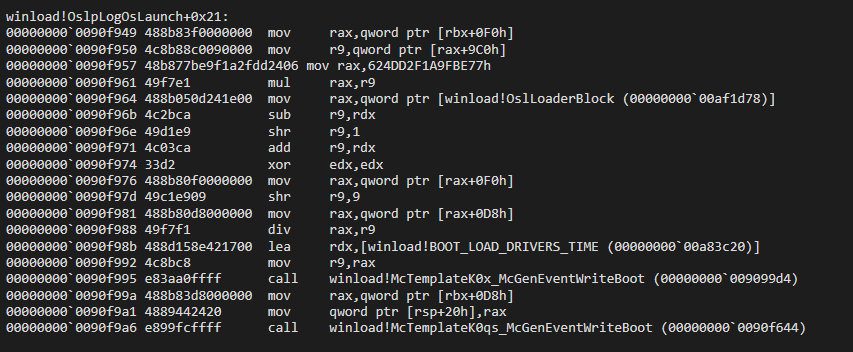 winload!OslpLogOsLaunch+0x21:
00000000`0090f949 488b83f0000000 mov rax,qword ptr [rbx+0F0h]
00000000`0090f950 4c8b88c0090000 mov r9,qword ptr [rax+9C0h]
00000000`0090f957 48b877be9f1a2fdd2406 mov rax,624DD2F1A9FBE77h
00000000`0090f961 49f7e1 mul rax,r9
00000000`0090f964 488b050d241e00 mov rax,qword ptr [winload!OslLoaderBlock (00000000`00af1d78)]
00000000`0090f96b 4c2bca sub r9,rdx
00000000`0090f96e 49d1e9 shr r9,1
00000000`0090f971 4c03ca add r9,rdx
00000000`0090f974 33d2 xor edx,edx
00000000`0090f976 488b80f0000000 mov rax,qword ptr [rax+0F0h]
00000000`0090f97d 49c1e909 shr r9,9
00000000`0090f981 488b80d8000000 mov rax,qword ptr [rax+0D8h]
00000000`0090f988 49f7f1 div rax,r9
00000000`0090f98b 488d158e421700 lea rdx,[winload!BOOT_LOAD_DRIVERS_TIME (00000000`00a83c20)]
00000000`0090f992 4c8bc8 mov r9,rax
00000000`0090f995 e83aa0ffff call winload!McTemplateK0x_McGenEventWriteBoot (00000000`009099d4)
00000000`0090f99a 488b83d8000000 mov rax,qword ptr [rbx+0D8h]
00000000`0090f9a1 4889442420 mov qword ptr [rsp+20h],rax
00000000`0090f9a6 e899fcffff call winload!McTemplateK0qs_McGenEventWriteBoot (00000000`0090f644)